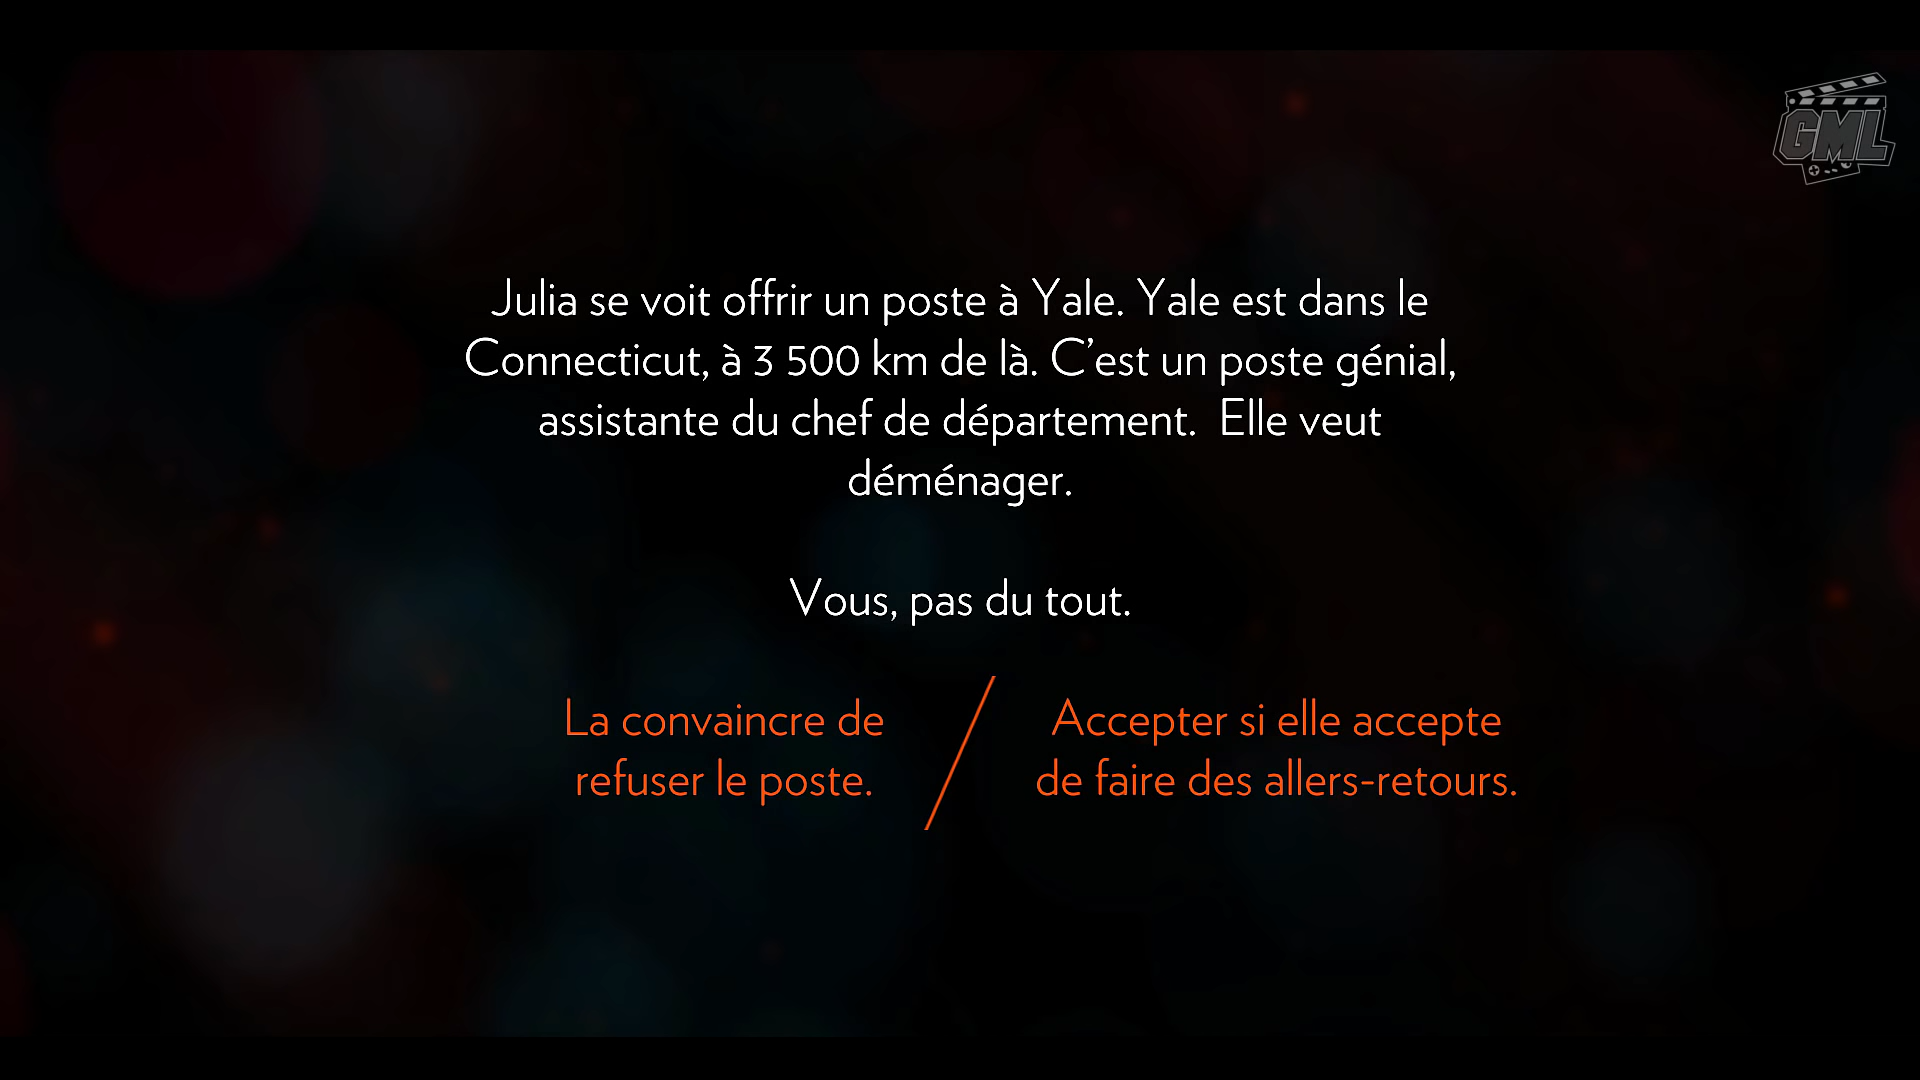 GML
Julia se voit offrir un poste à Yale. Yale est dans le
Connecticut, à 3 500 km de là. C’est un poste génial,
assistante du chef de département.  Elle veut
déménager.
Vous, pas du tout.
La convaincre de
refuser le poste.
Accepter si elle accepte
de faire des allers-retours.